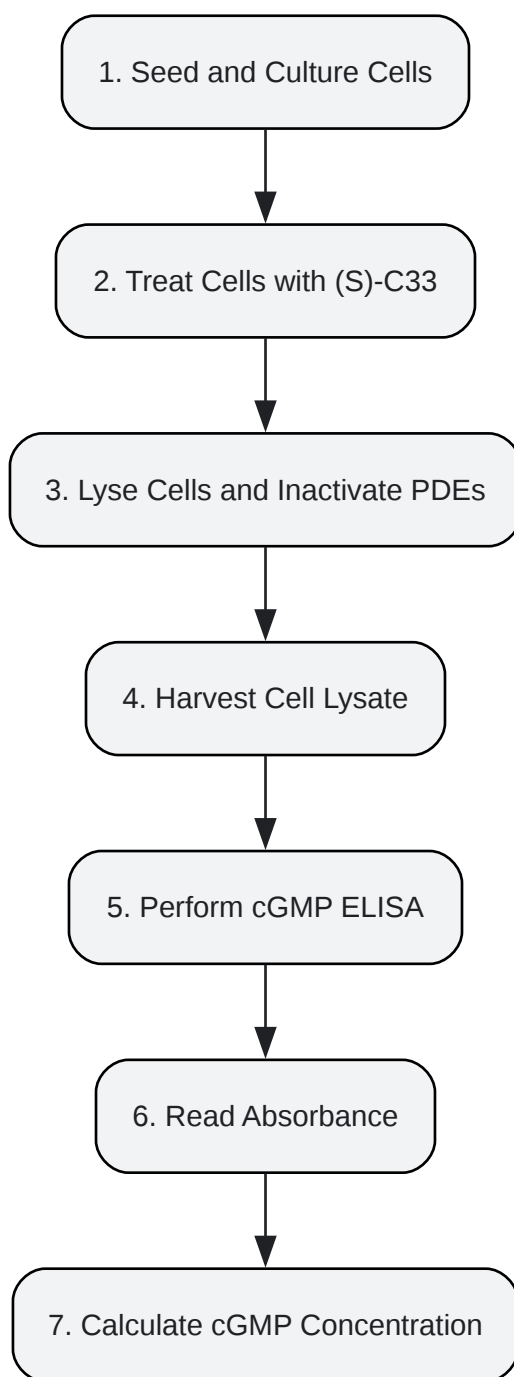 1. Seed and Culture Cells
2. Treat Cells with (S)-C33
3. Lyse Cells and Inactivate PDEs
4. Harvest Cell Lysate
5. Perform cGMP ELISA
6. Read Absorbance
7. Calculate cGMP Concentration